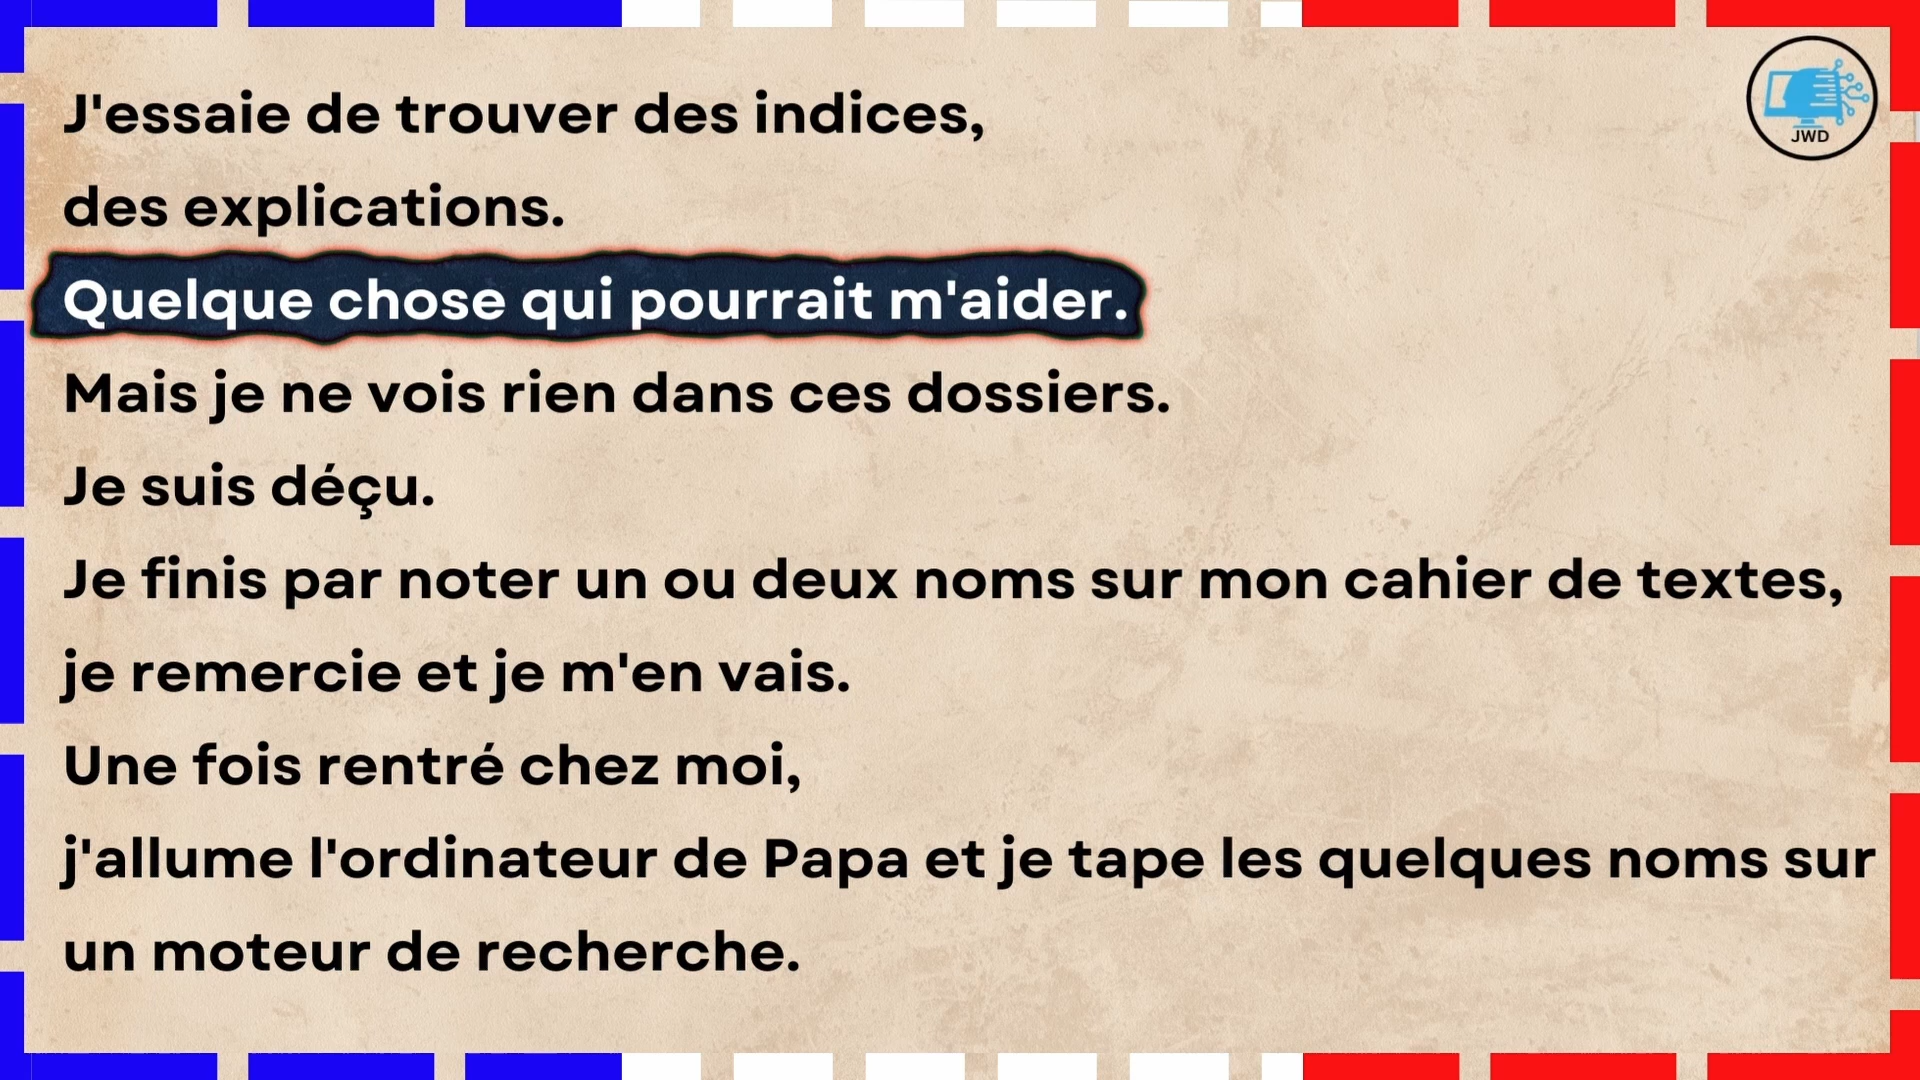 J'essaie de trouver des indices,
des explications.
Quelque chose qui pourrait m'aider.
Mais je ne vois rien dans ces dossiers.
Je suis déçu.
Je finis par noter un ou deux noms sur mon cahier de textes,
je remercie et je m'en vais.
Une fois rentré chez moi,
j'allume l'ordinateur de Papa et je tape les quelques noms sur
un moteur de recherche.
JWD